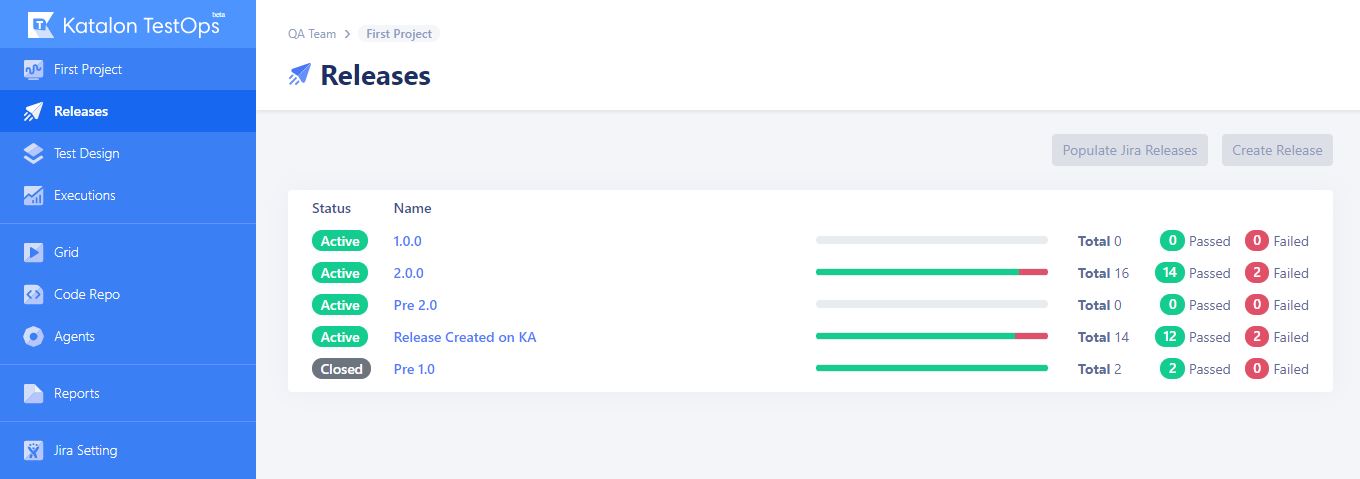 Katalon TestOps beta
First Project
Releases
Test Design
Executions
Grid
Code Repo
Agents
Reports
Jira Setting
QA Team > First Project
Releases
Populate Jira Releases Create Release
Status Name
Active 1.0.0 Total 0 0 Passed 0 Failed
Active 2.0.0 Total 16 14 Passed 2 Failed
Active Pre 2.0 Total 0 0 Passed 0 Failed
Active Release Created on KA Total 14 12 Passed 2 Failed
Closed Pre 1.0 Total 2 2 Passed 0 Failed